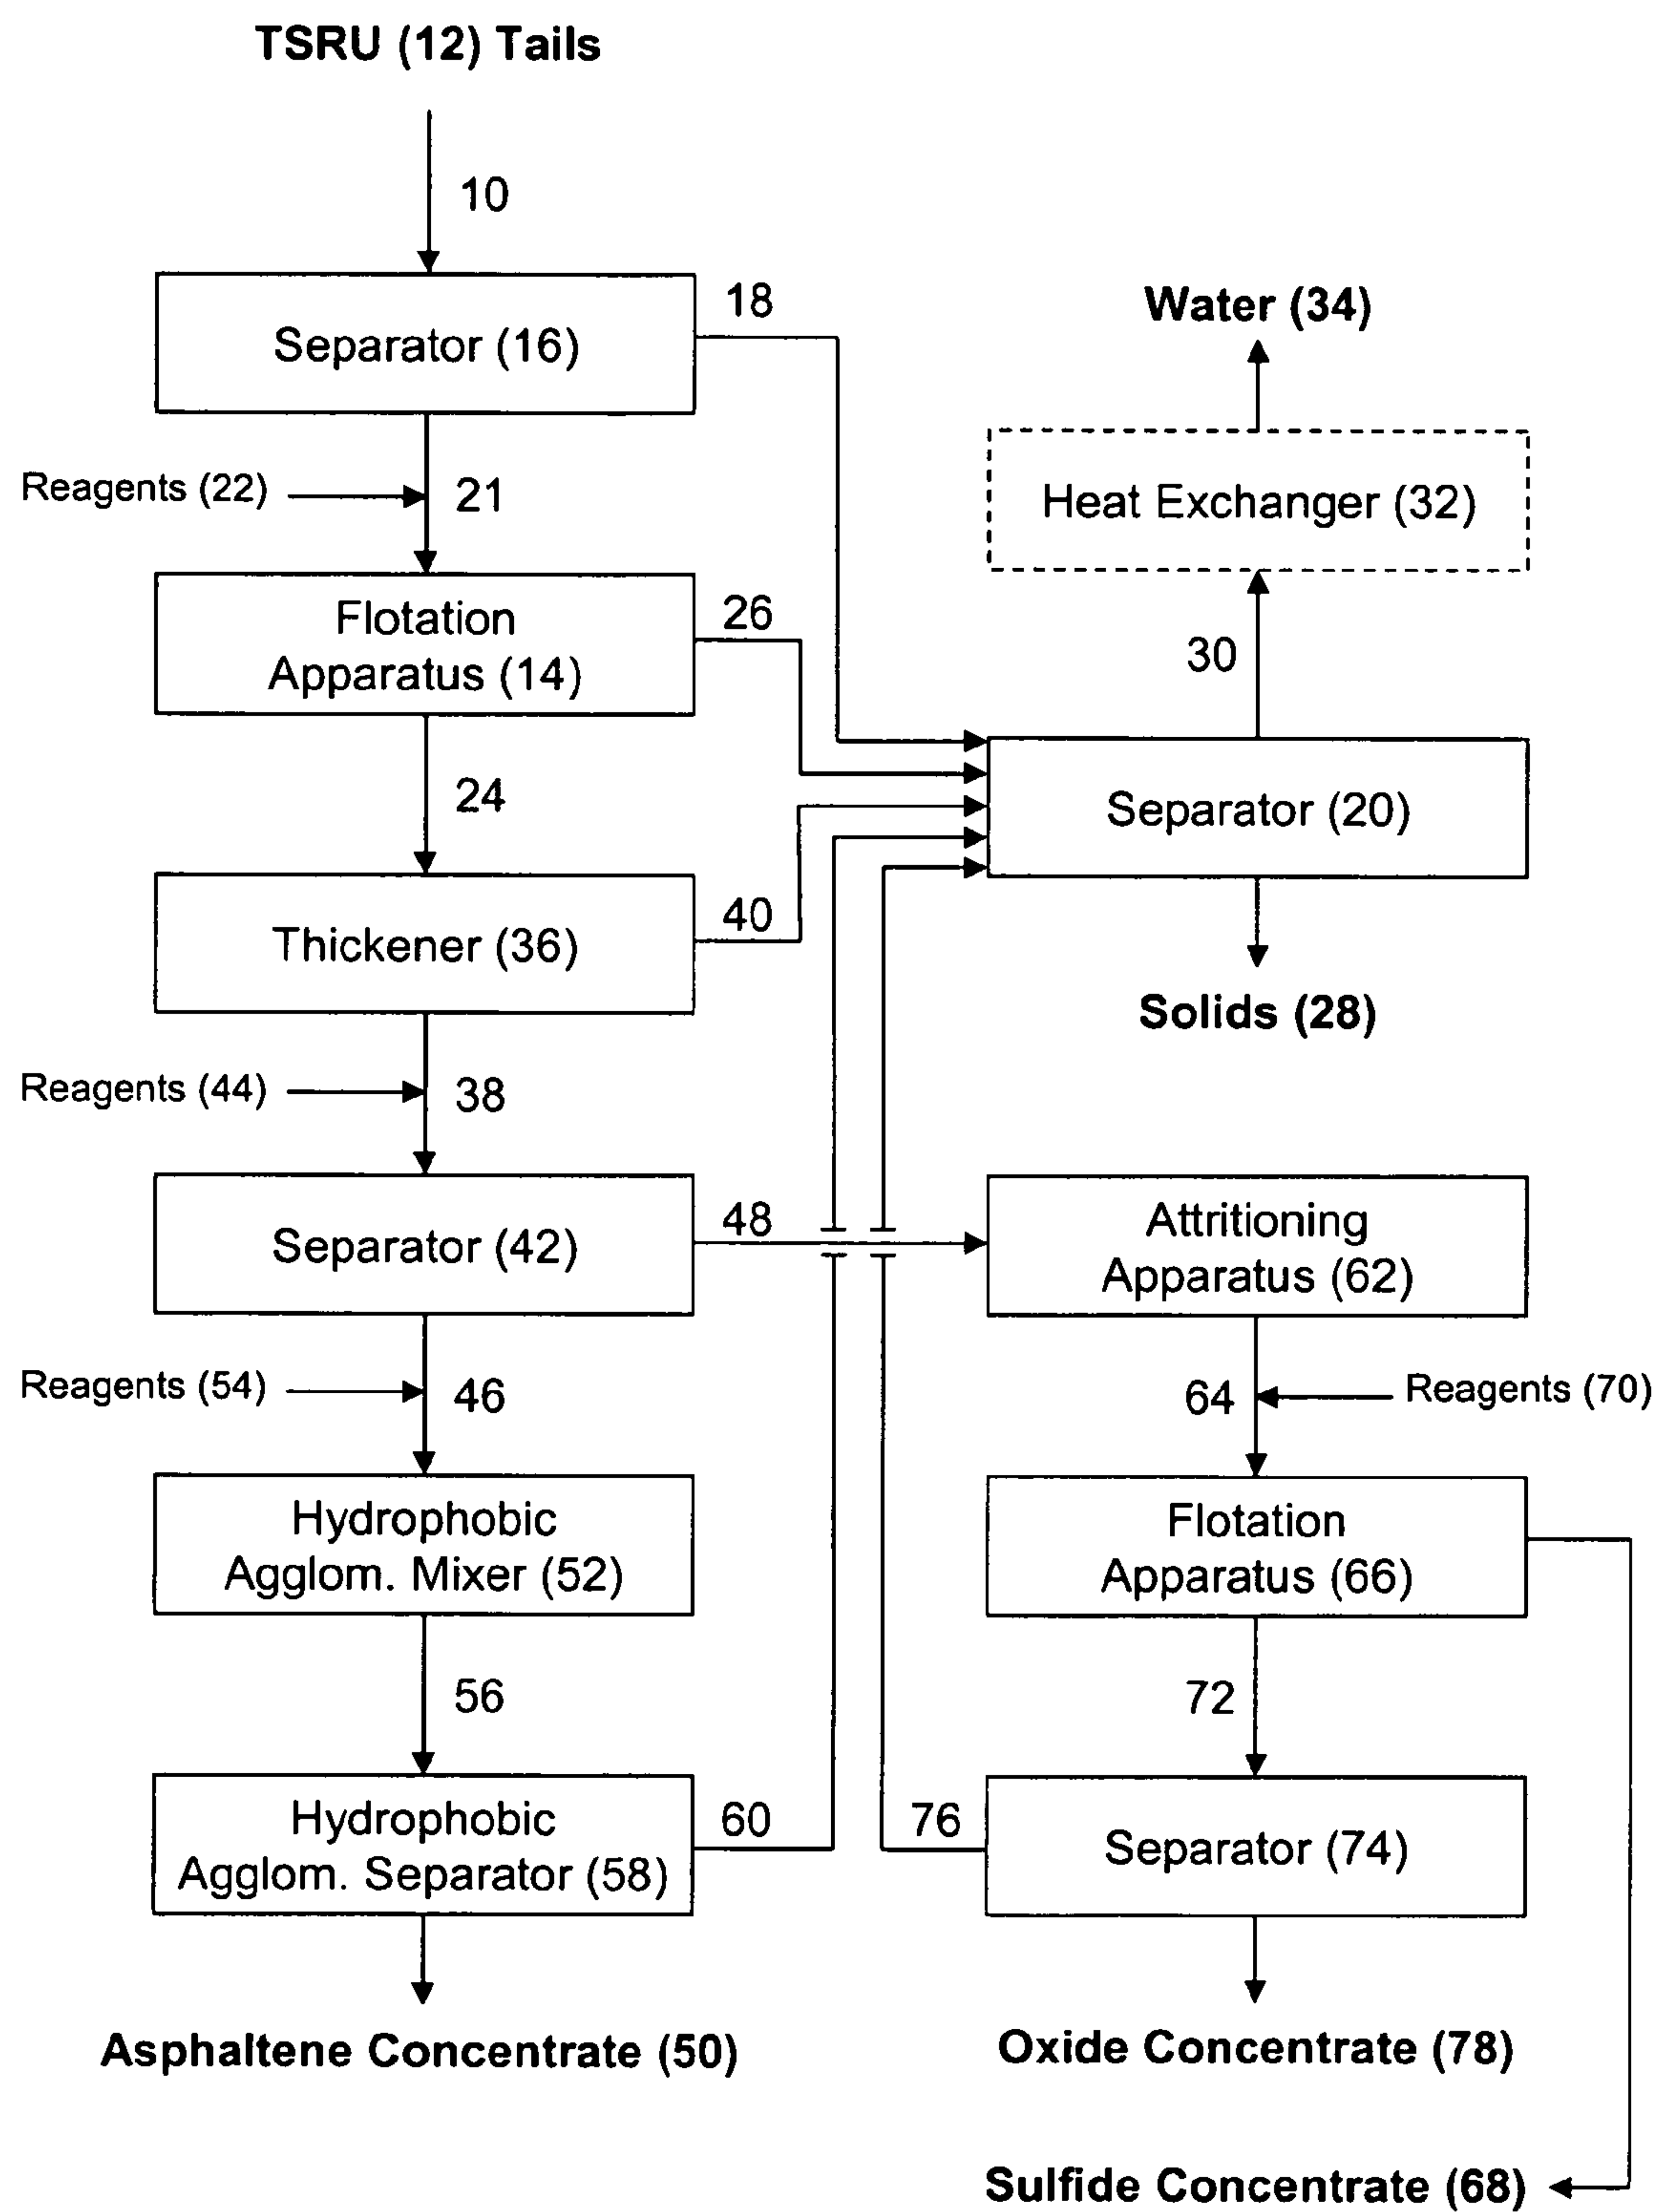 TSRU (12) Tails
10
Separator (16)
18
Reagents (22)
21
Flotation
Apparatus (14)
26
24
Thickener (36)
40
Reagents (44)
38
Separator (42)
48
Reagents (54)
46
Hydrophobic
Agglom. Mixer (52)
56
Hydrophobic
Agglom. Separator (58)
60
Asphaltene Concentrate (50)
Water (34)
Heat Exchanger (32)
30
Separator (20)
Solids (28)
Attritioning
Apparatus (62)
64
Reagents (70)
Flotation
Apparatus (66)
72
76
Separator (74)
Oxide Concentrate (78)
Sulfide Concentrate (68)